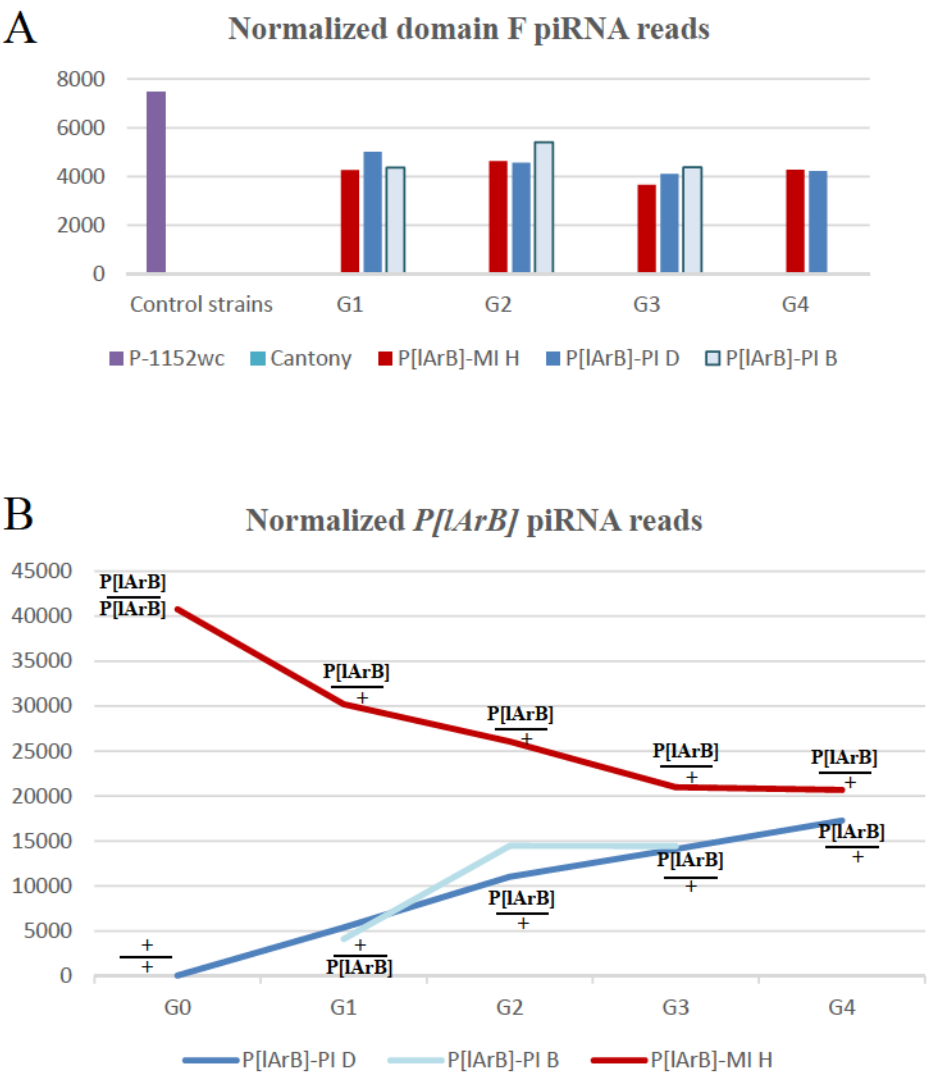 A
Normalized domain F piRNA reads
8000
6000
4000
2000
0
Control strains G1 G2 G3 G4
P-1152wc Cantony P[lArB]-MI H P[lArB]-PI D P[lArB]-PI B
B
Normalized P[lArB] piRNA reads
45000
40000
35000
30000
25000
20000
15000
10000
5000
0
P[lArB]
P[lArB]
P[lArB]
+
P[lArB]
+
P[lArB]
+
P[lArB]
+
+
+
+
P[lArB]
P[lArB]
+
P[lArB]
+
P[lArB]
+
G0 G1 G2 G3 G4
P[lArB]-PI D P[lArB]-PI B P[lArB]-MI H